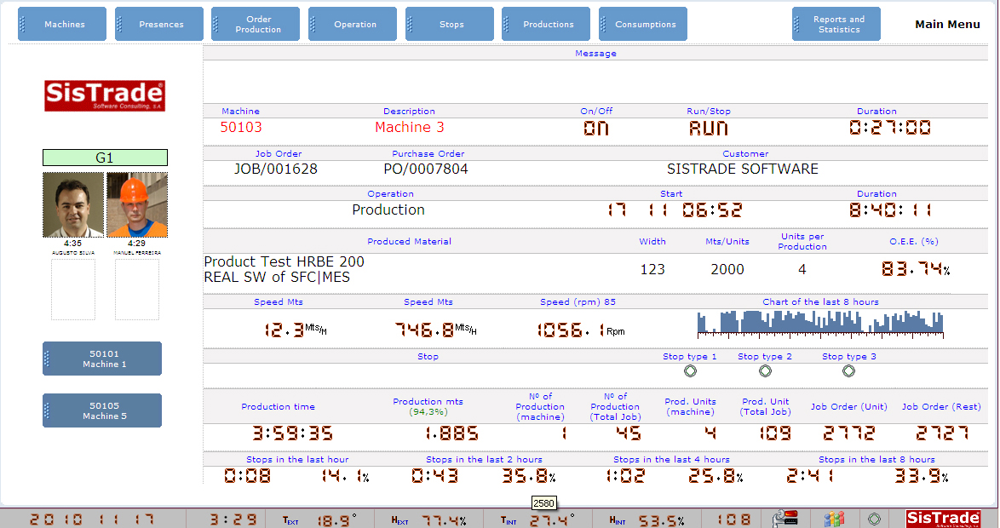 Machines
Presences
Order
Production
Operation
Stops
Productions
Consumptions
Reports and
Statistics
Main Menu
Message
SisTrade®
Software Consulting, S.A
Machine Description On/Off Run/Stop Duration
50103 Machine 3 ON RUN 0:27:00
Job Order Purchase Order Customer
G1
JOB/001628 PO/0007804 SISTRADE SOFTWARE
Operation Start Duration
Production 17 11 06:52 8:40:11
4:35 4:29
AUGUSTO SILVA MANUEL FERREIRA
Produced Material Width Mts/Units Units per
Production O.E.E. (%)
Product Test HRBE 200
REAL SW of SFC|MES
123 2000 4 83.74%
Speed Mts Speed Mts Speed (rpm) 85 Chart of the last 8 hours
12.3 Mts/M 746.8 Mts/H 1056.1 Rpm
50101
Machine 1
Stop Stop type 1 Stop type 2 Stop type 3
50105
Machine 5
Production time
Production mts
(94,3%)
Nº of
Production
(machine)
Nº of
Production
(Total Job)
Prod. Units
(machine)
Prod. Unit
(Total Job)
Job Order (Unit)
Job Order (Rest)
3:59:35 1.885 1 45 4 109 2772 2727
Stops in the last hour Stops in the last 2 hours Stops in the last 4 hours Stops in the last 8 hours
0:08 14.1% 0:43 35.8% 1:02 25.8% 2:41 33.9%
2580
2010 11 17 3:29 TEXT 18.9° HEXT 77.4% TINT 27.4° HINT 53.5% 108 SisTrade